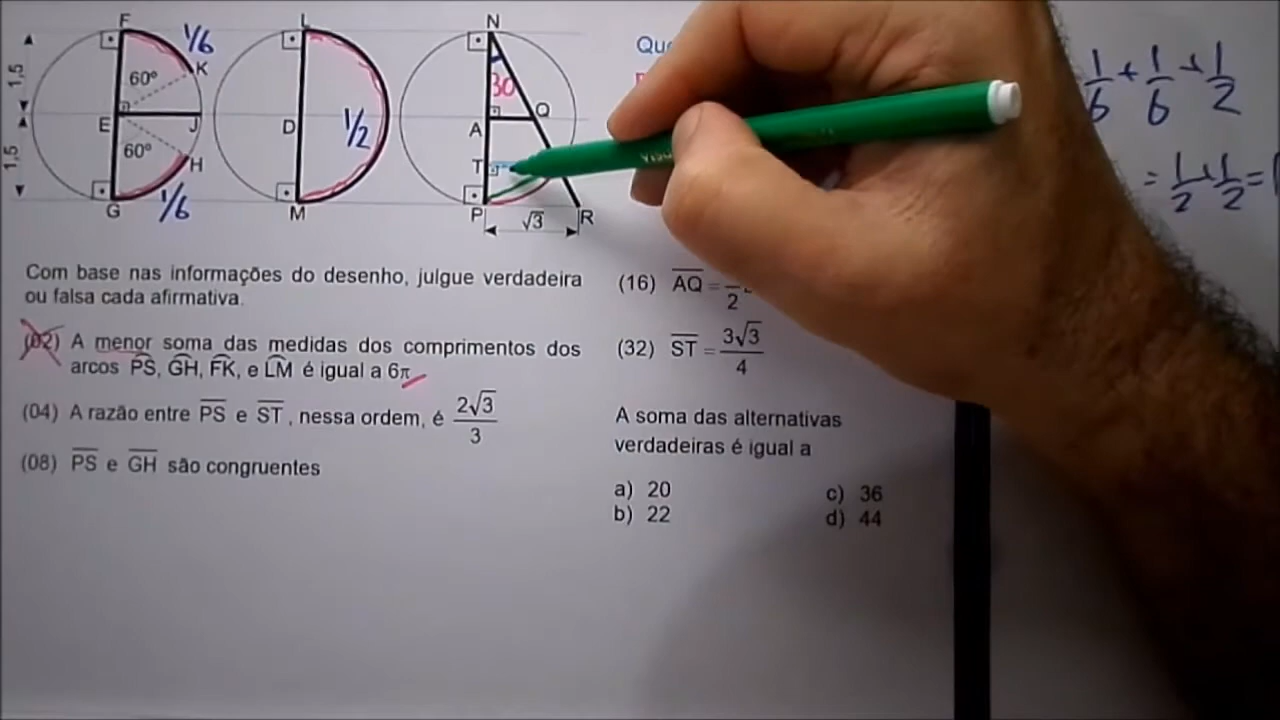 F
1/6
K
60º
1,5
E
J
60º
1,5
H
G
1/6
L
D
1/2
M
N
30
Q
A
T
P
√3
R
1/6 + 1/6 + 1/2
= 1/2 + 1/2 =
Com base nas informações do desenho, julgue verdadeira
ou falsa cada afirmativa.
(02) A menor soma das medidas dos comprimentos dos
arcos PS, GH, FK, e LM é igual a 6π
(04) A razão entre PS e ST, nessa ordem, é 2√3/3
(08) PS e GH são congruentes
(16) AQ =
2
(32) ST = 3√3/4
A soma das alternativas
verdadeiras é igual a
a) 20
b) 22
c) 36
d) 44